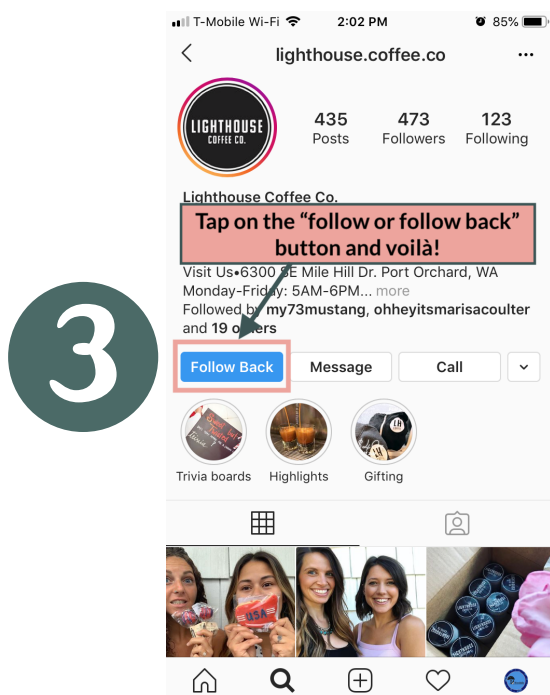 T-Mobile Wi-Fi 2:02 PM 85%
lighthouse.coffee.co
LIGHTHOUSE
COFFEE CO.
435 473 123
Posts Followers Following
Lighthouse Coffee Co.
Tap on the “follow or follow back”
button and voilà!
Visit Us•6300 SE Mile Hill Dr. Port Orchard, WA
Monday-Friday: 5AM-6PM... more
Followed by my73mustang, ohheyitsmarisacoulter
and 19 others
3
Follow Back Message Call
LH
Trivia boards Highlights Gifting
USA